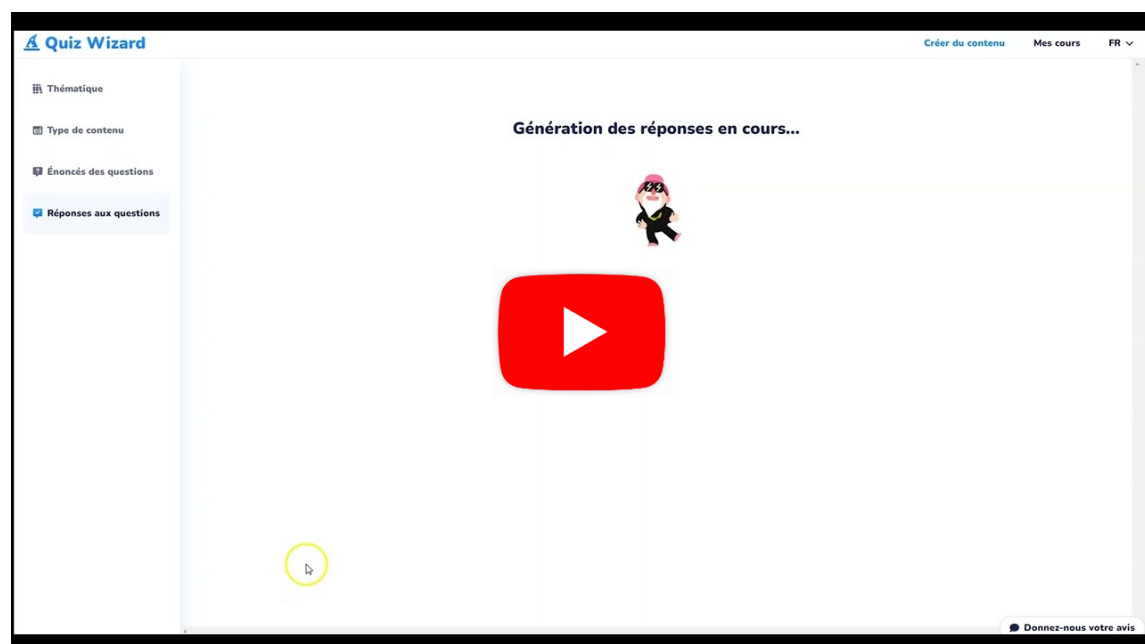 Quiz Wizard
Créer du contenu
Mes cours
FR
Thématique
Type de contenu
Énoncés des questions
Réponses aux questions
Génération des réponses en cours...
Donnez-nous votre avis